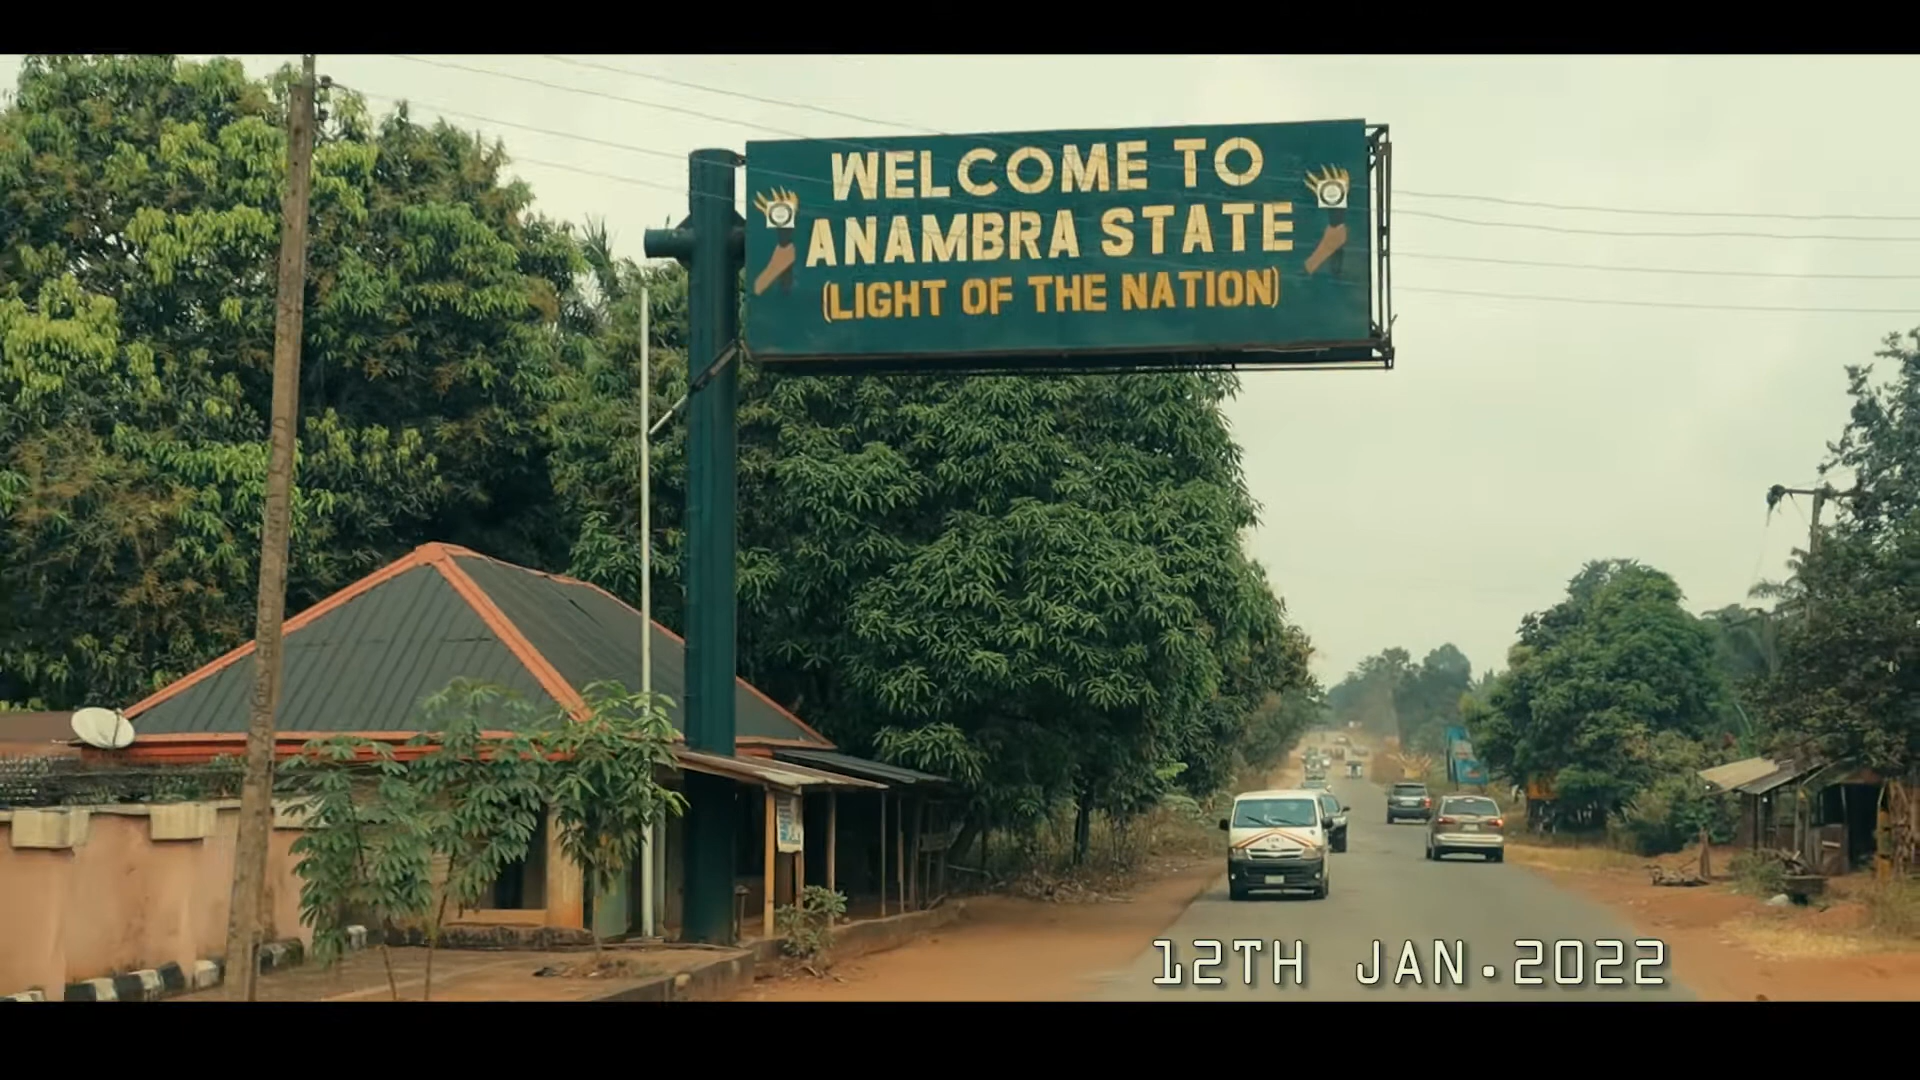 WELCOME TO
ANAMBRA STATE
(LIGHT OF THE NATION)
12TH JAN.2022